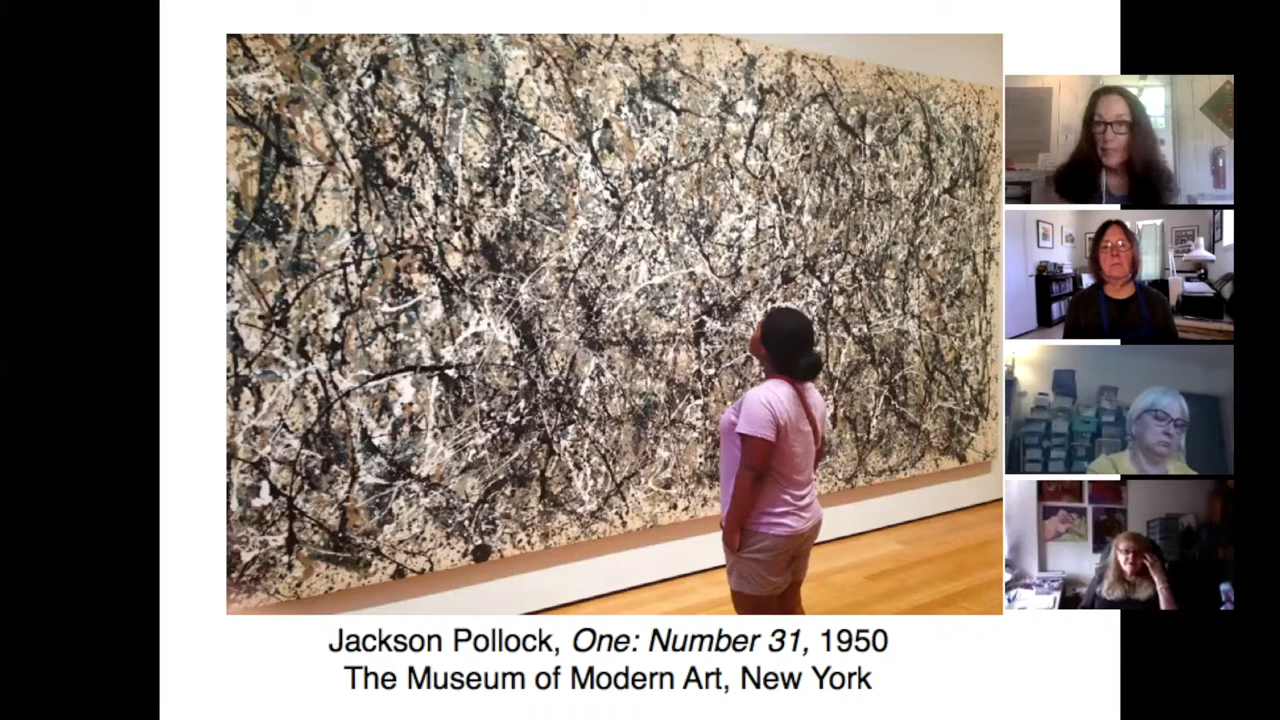 Jackson Pollock, One: Number 31, 1950
The Museum of Modern Art, New York